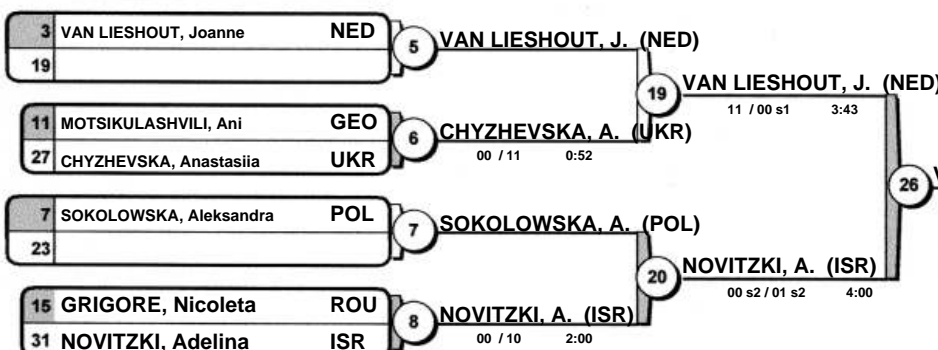 3 VAN LIESHOUT, Joanne NED
19
5
VAN LIESHOUT, J. (NED)
11 MOTSIKULASHVILI, Ani GEO
27 CHYZHEVSKA, Anastasiia UKR
6
CHYZHEVSKA, A. (UKR)
00 / 11 0:52
19
VAN LIESHOUT, J. (NED)
11 / 00 s1 3:43
7 SOKOLOWSKA, Aleksandra POL
23
7
SOKOLOWSKA, A. (POL)
15 GRIGORE, Nicoleta ROU
31 NOVITZKI, Adelina ISR
8
NOVITZKI, A. (ISR)
00 / 10 2:00
20
NOVITZKI, A. (ISR)
00 s2 / 01 s2 4:00
26